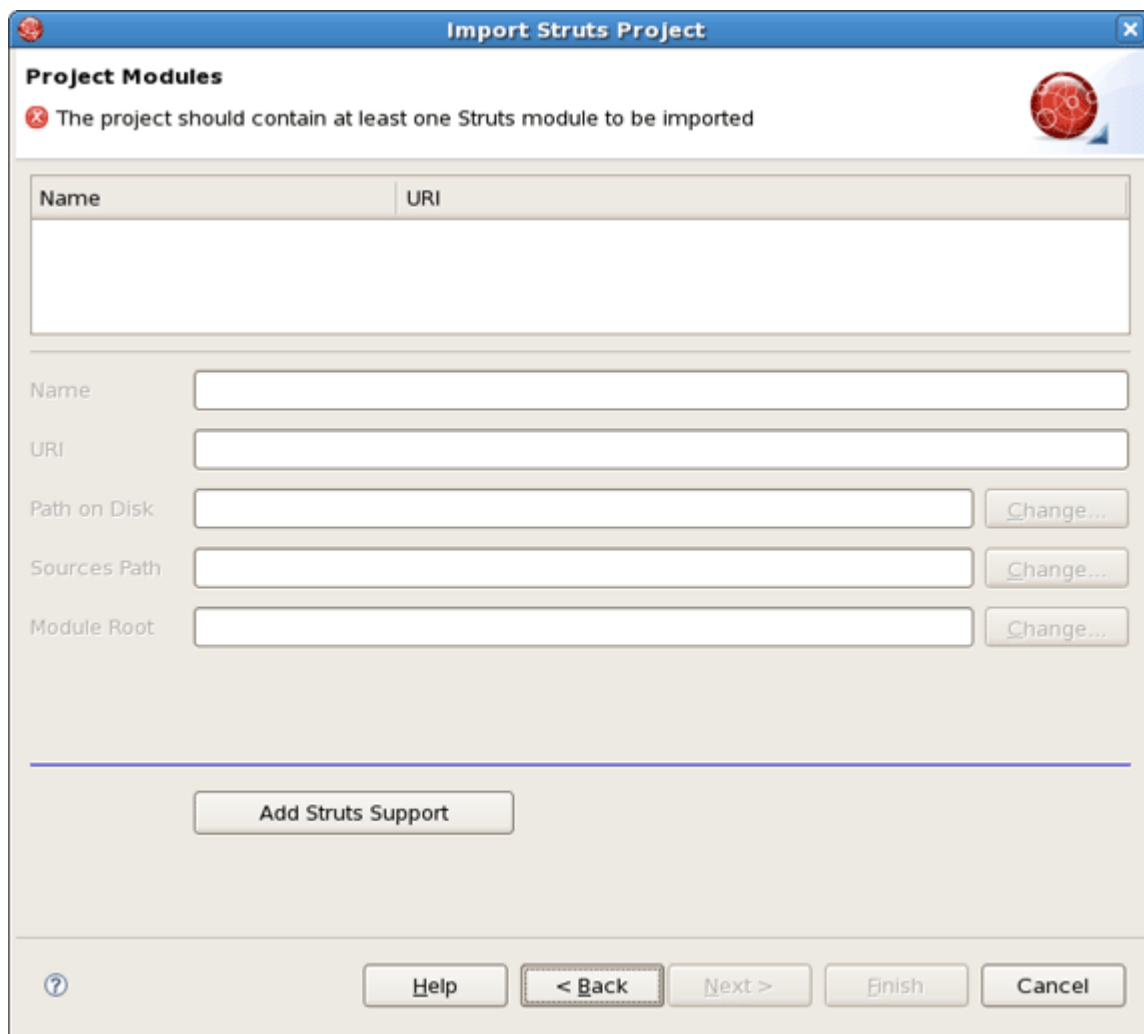 Import Struts Project
Project Modules
The project should contain at least one Struts module to be imported
Name URI
Name
URI
Path on Disk Change...
Sources Path Change...
Module Root Change...
Add Struts Support
? Help < Back Next > Finish Cancel